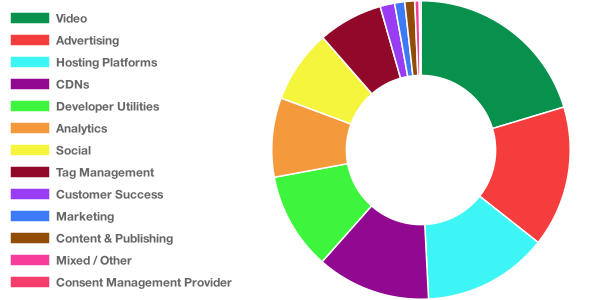 Video
Advertising
Hosting Platforms
CDNs
Developer Utilities
Analytics
Social
Tag Management
Customer Success
Marketing
Content & Publishing
Mixed / Other
Consent Management Provider